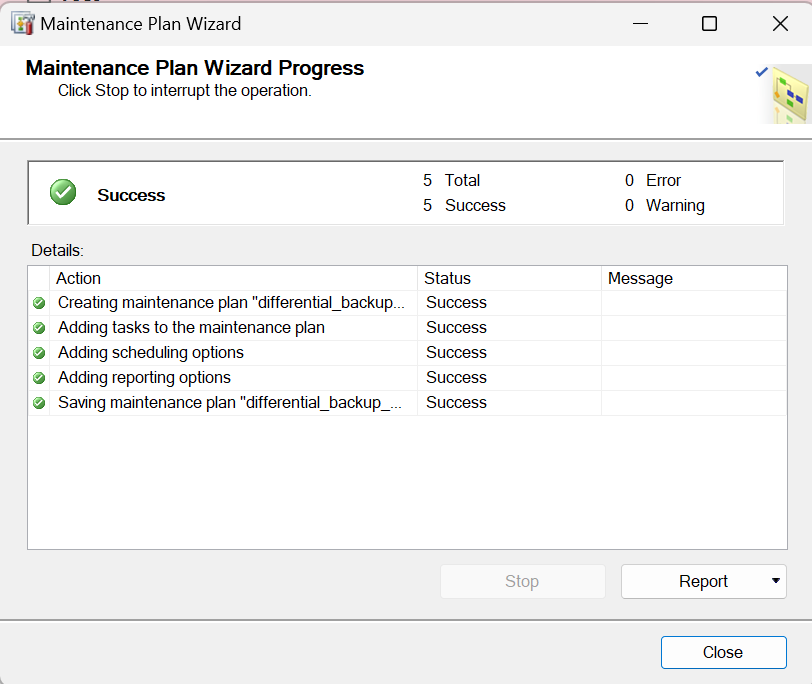 Maintenance Plan Wizard
Maintenance Plan Wizard Progress
Click Stop to interrupt the operation.
Success
5 Total
0 Error
5 Success
0 Warning
Details:
Action Status Message
Creating maintenance plan "differential_backup... Success
Adding tasks to the maintenance plan Success
Adding scheduling options Success
Adding reporting options Success
Saving maintenance plan "differential_backup_... Success
Stop Report
Close